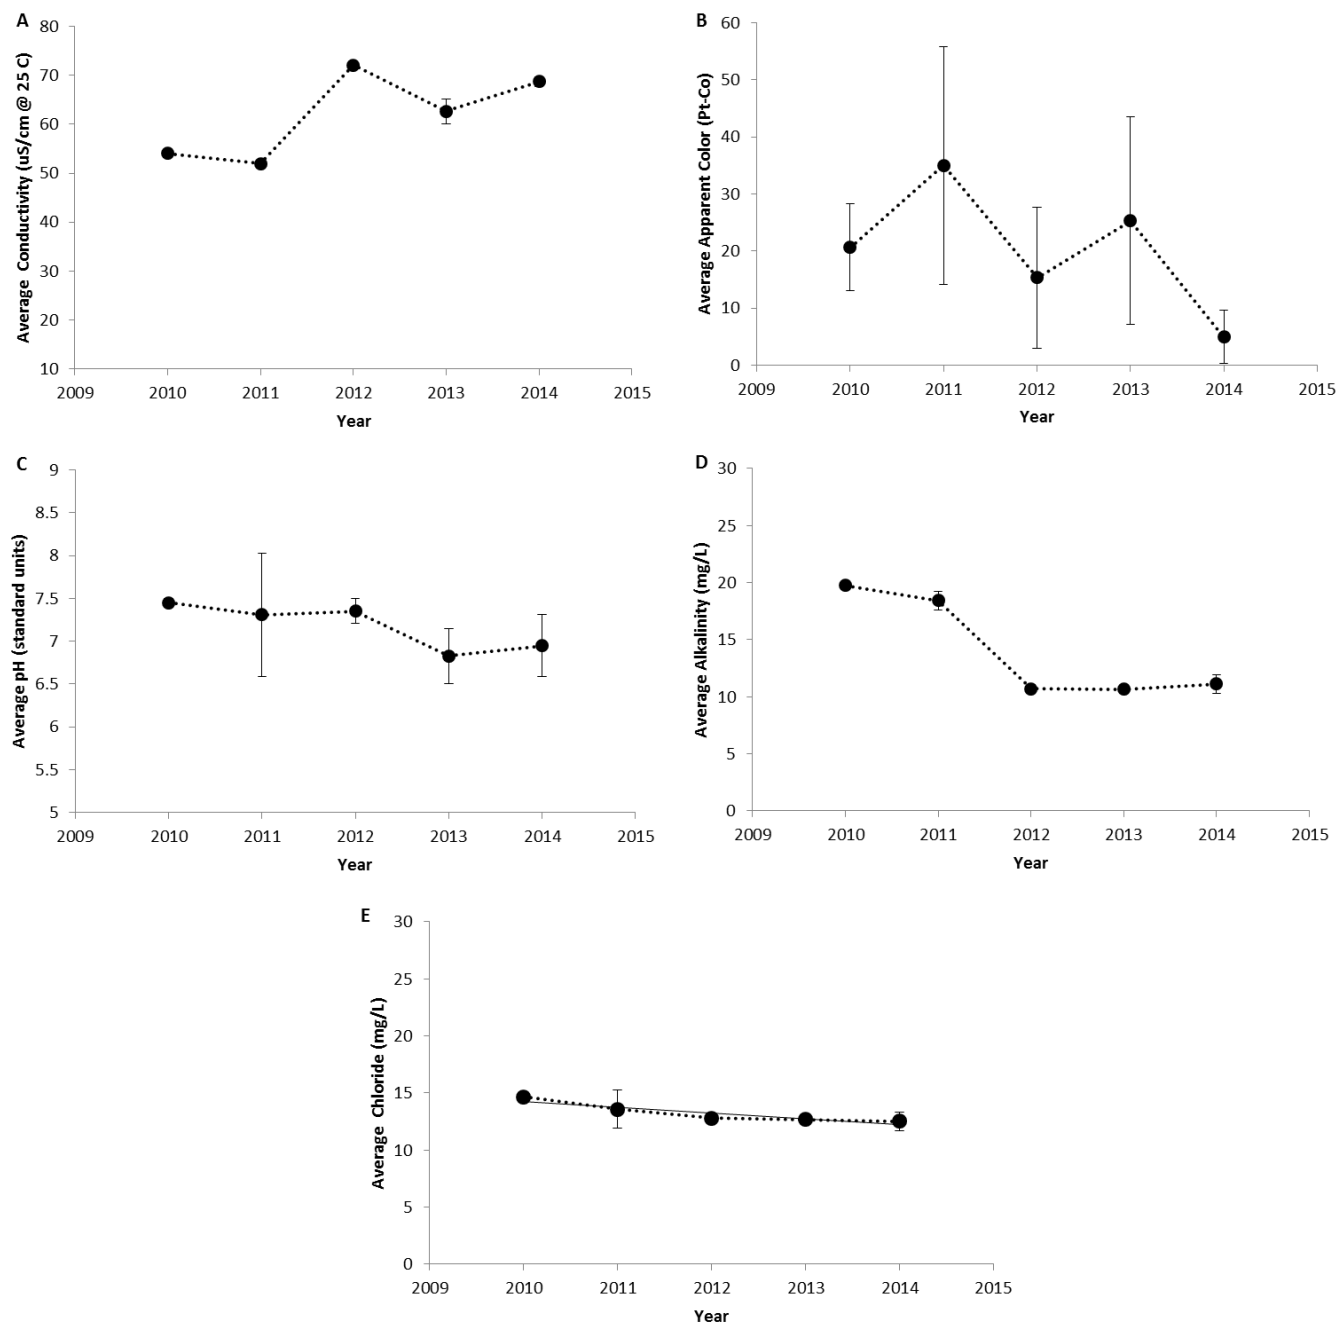 A
Average Conductivity (uS/cm @ 25 C)
80
70
60
50
40
30
20
10
2009 2010 2011 2012 2013 2014 2015
Year
B
Average Apparent Color (Pt-Co)
60
50
40
30
20
10
0
2009 2010 2011 2012 2013 2014 2015
Year
C
Average pH (standard units)
9
8.5
8
7.5
7
6.5
6
5.5
5
2009 2010 2011 2012 2013 2014 2015
Year
D
Average Alkalinity (mg/L)
30
25
20
15
10
5
0
2009 2010 2011 2012 2013 2014 2015
Year
E
Average Chloride (mg/L)
30
25
20
15
10
5
0
2009 2010 2011 2012 2013 2014 2015
Year